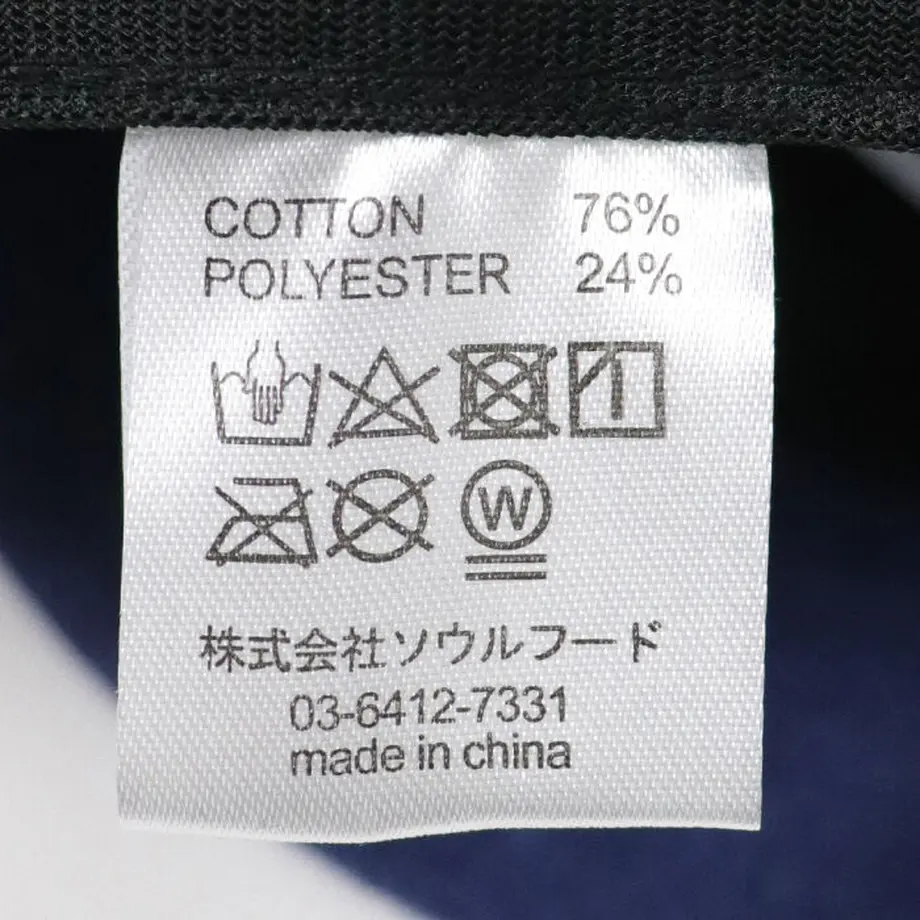 COTTON 76%
POLYESTER 24%
W
株式会社ソウルフード
03-6412-7331
made in china